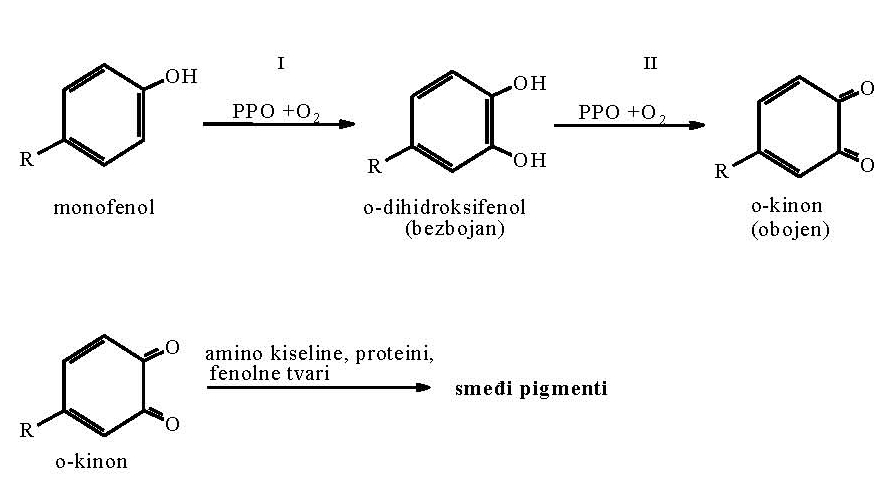 I
II
OH
R
PPO +O2
monofenol
OH
OH
R
PPO +O2
o-dihidroksifenol
(bezbojan)
O
O
R
o-kinon
(obojen)
O
O
R
o-kinon
amino kiseline, proteini,
fenolne tvari
smeđi pigmenti